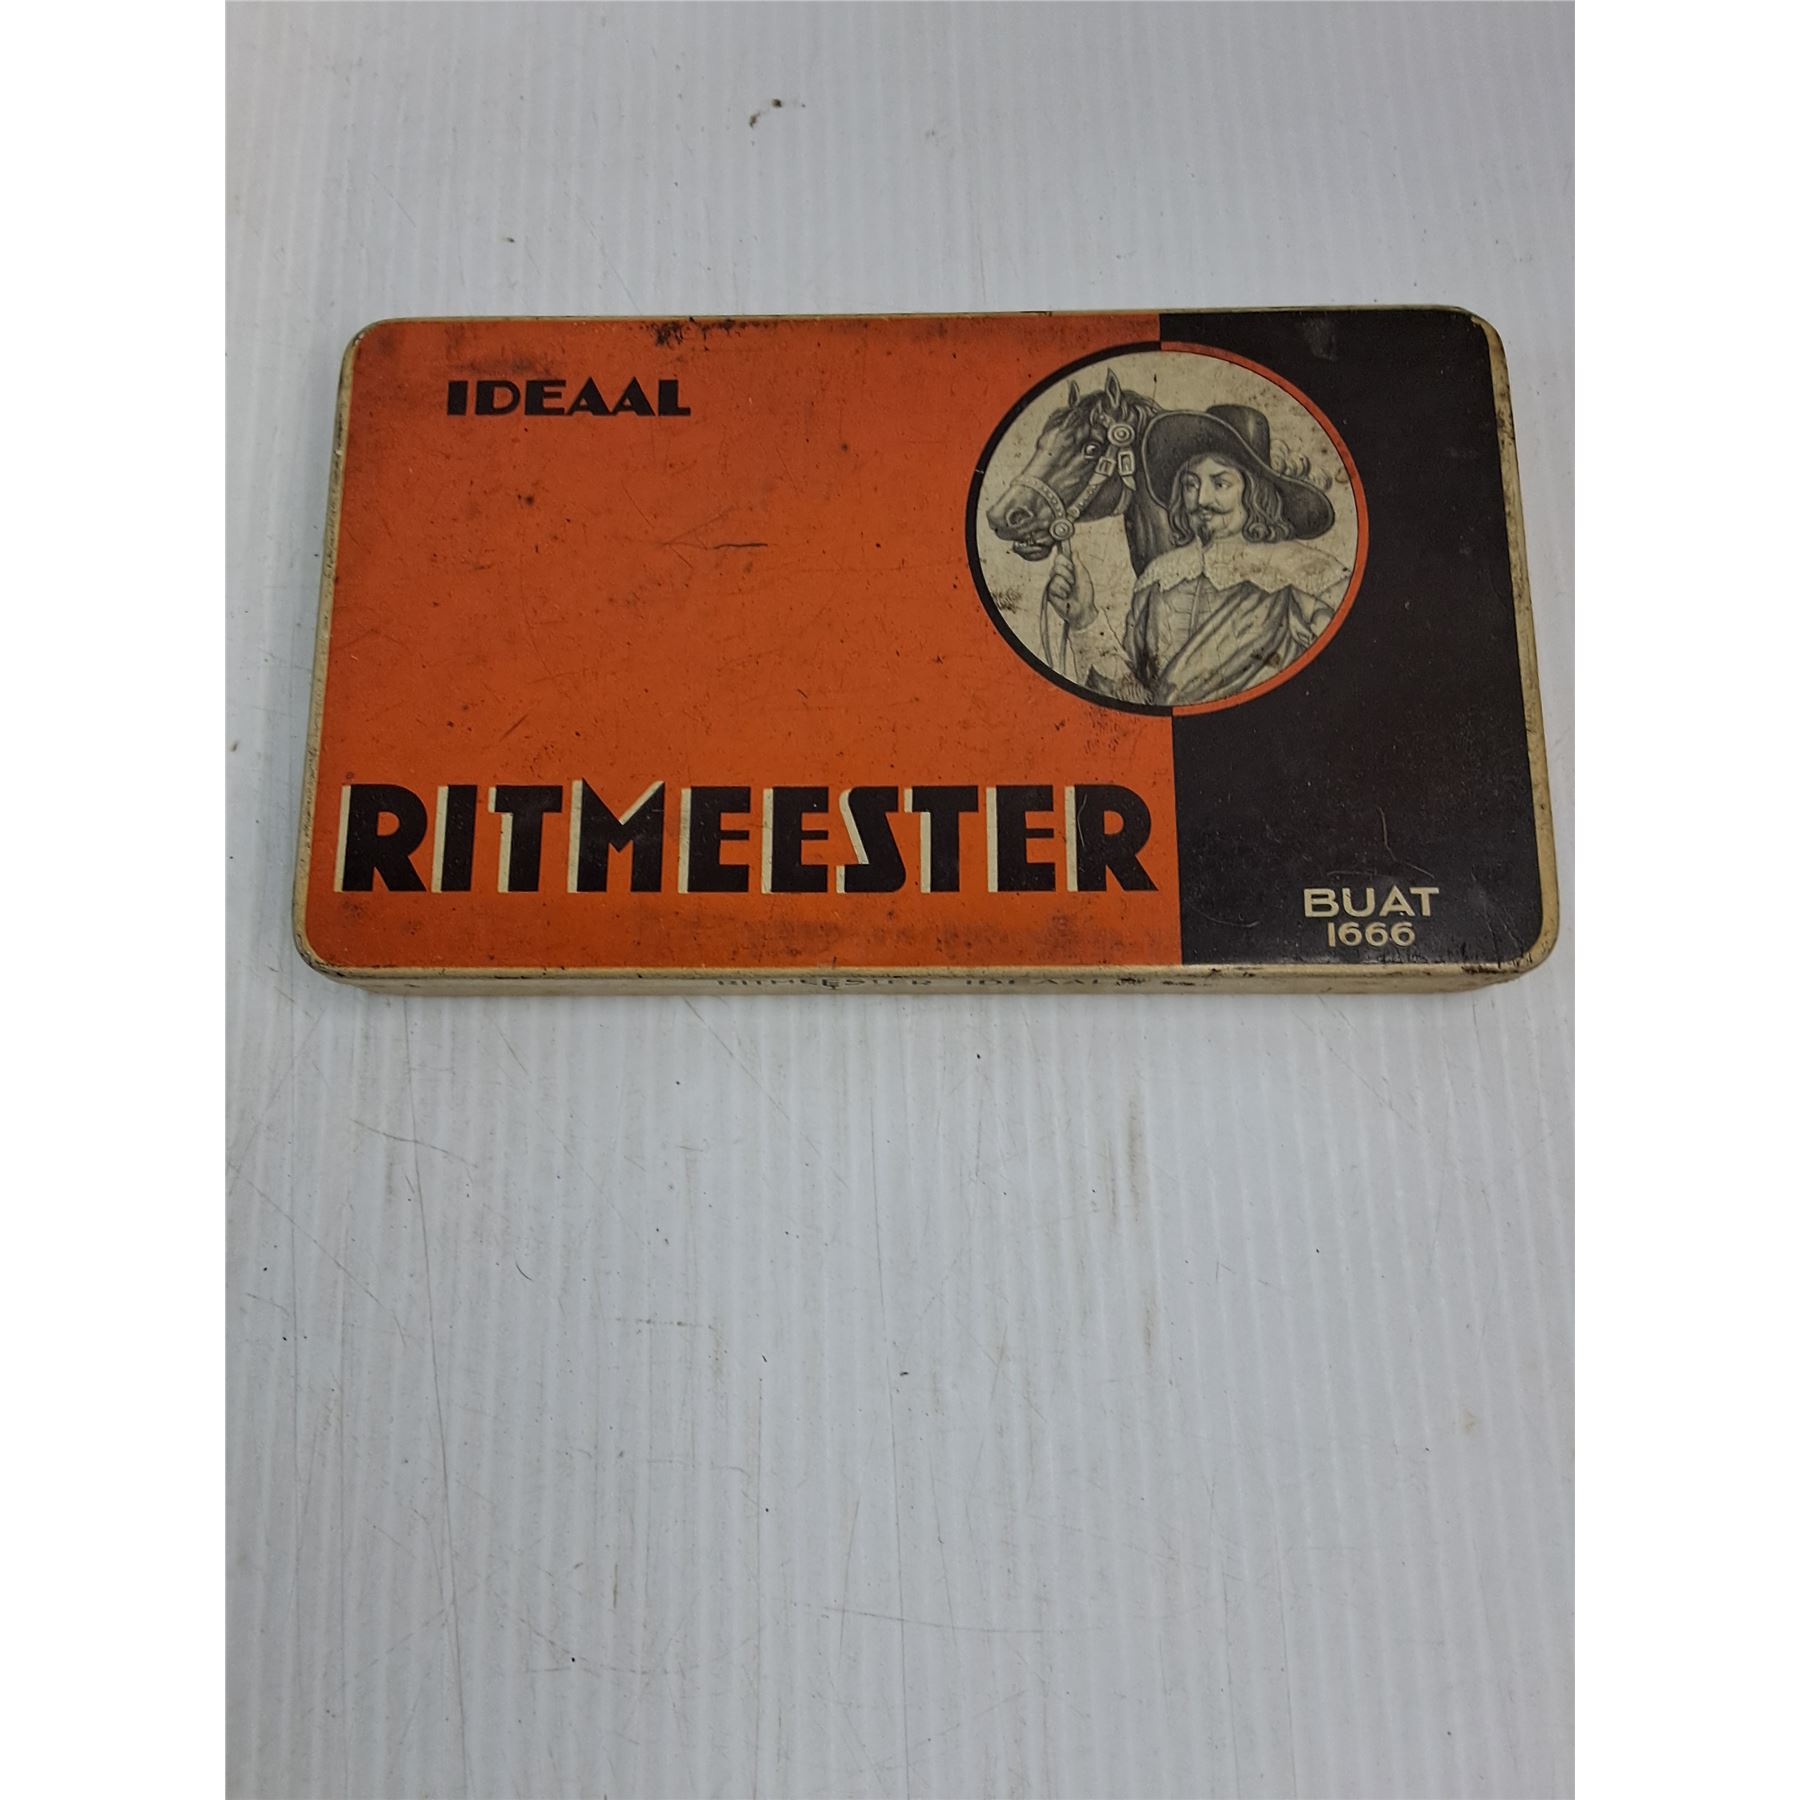 IDEAAL
RITMEESTER
BUAT
1666
RITMEESTER IDEAAL